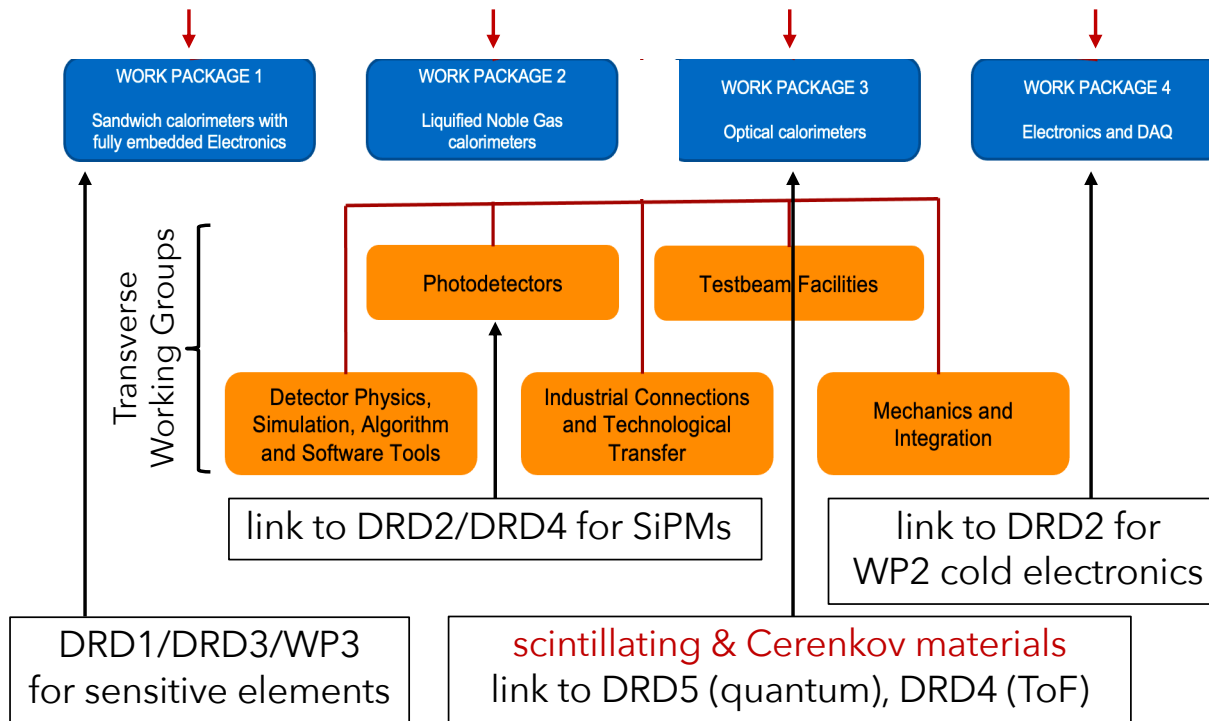 WORK PACKAGE 1
Sandwich calorimeters with
fully embedded Electronics
WORK PACKAGE 2
Liquified Noble Gas
calorimeters
WORK PACKAGE 3
Optical calorimeters
WORK PACKAGE 4
Electronics and DAQ
Transverse
Working Groups
Photodetectors
Testbeam Facilities
Detector Physics,
Simulation, Algorithm
and Software Tools
Industrial Connections
and Technological
Transfer
Mechanics and
Integration
link to DRD2/DRD4 for SiPMs
link to DRD2 for
WP2 cold electronics
DRD1/DRD3/WP3
for sensitive elements
scintillating & Cerenkov materials
link to DRD5 (quantum), DRD4 (ToF)